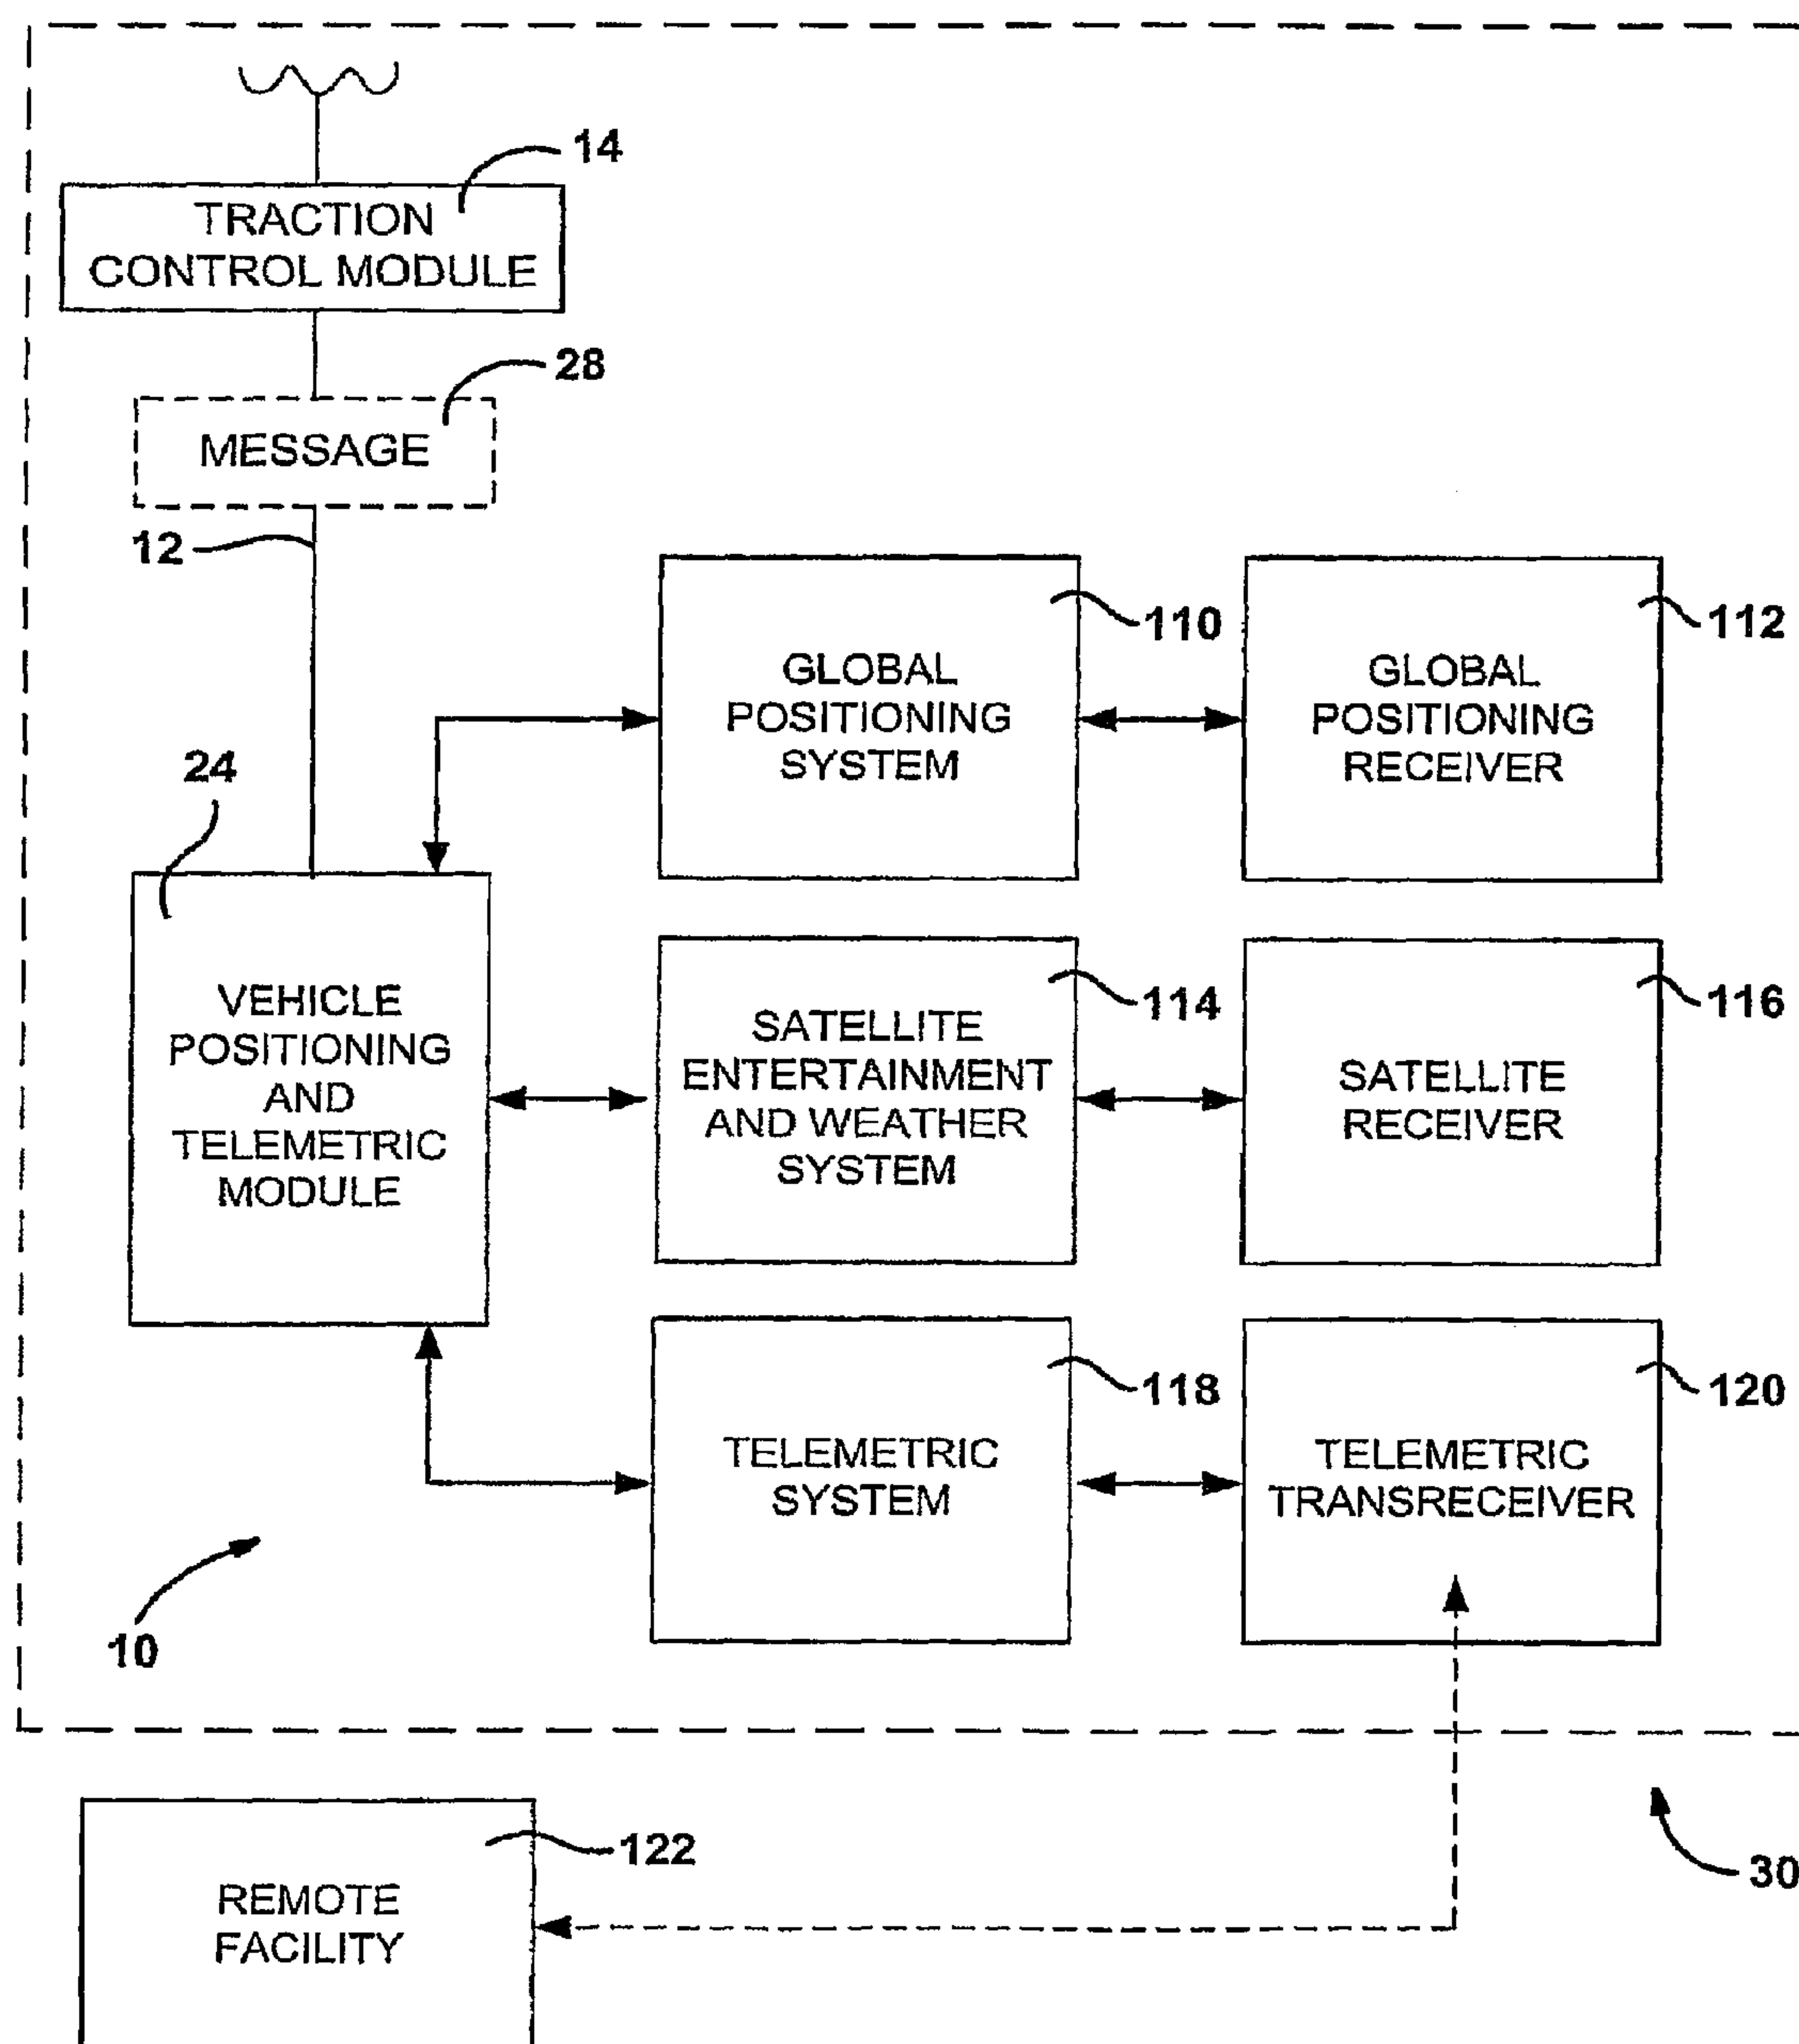 14
TRACTION
CONTROL MODULE
28
MESSAGE
12
110
GLOBAL
POSITIONING
SYSTEM
112
GLOBAL
POSITIONING
RECEIVER
24
VEHICLE
POSITIONING
AND
TELEMETRIC
MODULE
114
SATELLITE
ENTERTAINMENT
AND WEATHER
SYSTEM
116
SATELLITE
RECEIVER
118
TELEMETRIC
SYSTEM
120
TELEMETRIC
TRANSRECEIVER
10
122
REMOTE
FACILITY
30